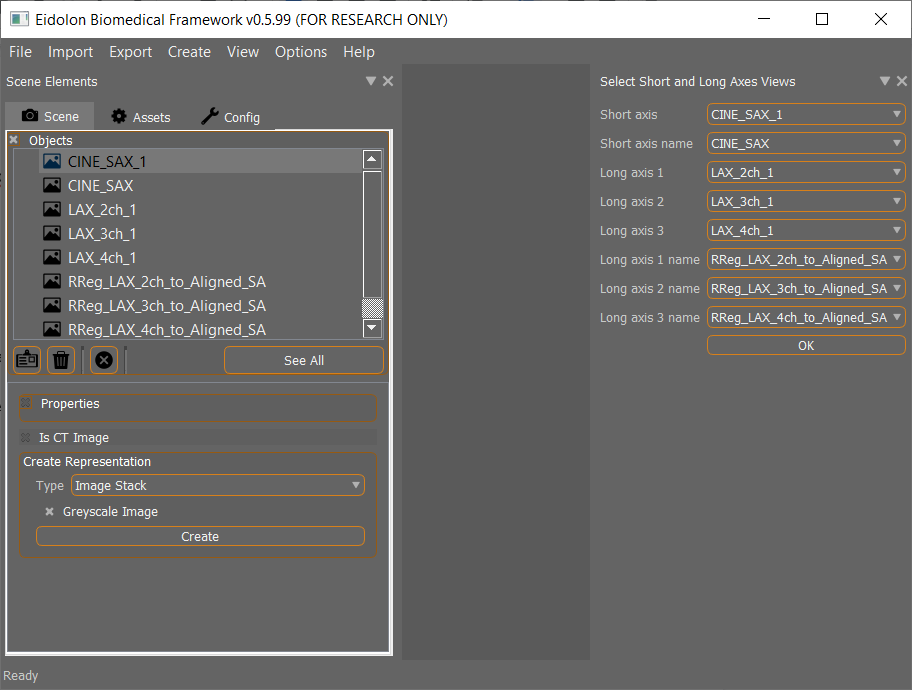 Eidolon Biomedical Framework v0.5.99 (FOR RESEARCH ONLY)
File Import Export Create View Options Help
Scene Elements
Scene Assets Config
Objects
CINE_SAX_1
CINE_SAX
LAX_2ch_1
LAX_3ch_1
LAX_4ch_1
RReg_LAX_2ch_to_Aligned_SA
RReg_LAX_3ch_to_Aligned_SA
RReg_LAX_4ch_to_Aligned_SA
See All
Properties
Is CT Image
Create Representation
Type Image Stack
Greyscale Image
Create
Select Short and Long Axes Views
Short axis CINE_SAX_1
Short axis name CINE_SAX
Long axis 1 LAX_2ch_1
Long axis 2 LAX_3ch_1
Long axis 3 LAX_4ch_1
Long axis 1 name RReg_LAX_2ch_to_Aligned_SA
Long axis 2 name RReg_LAX_3ch_to_Aligned_SA
Long axis 3 name RReg_LAX_4ch_to_Aligned_SA
OK
Ready